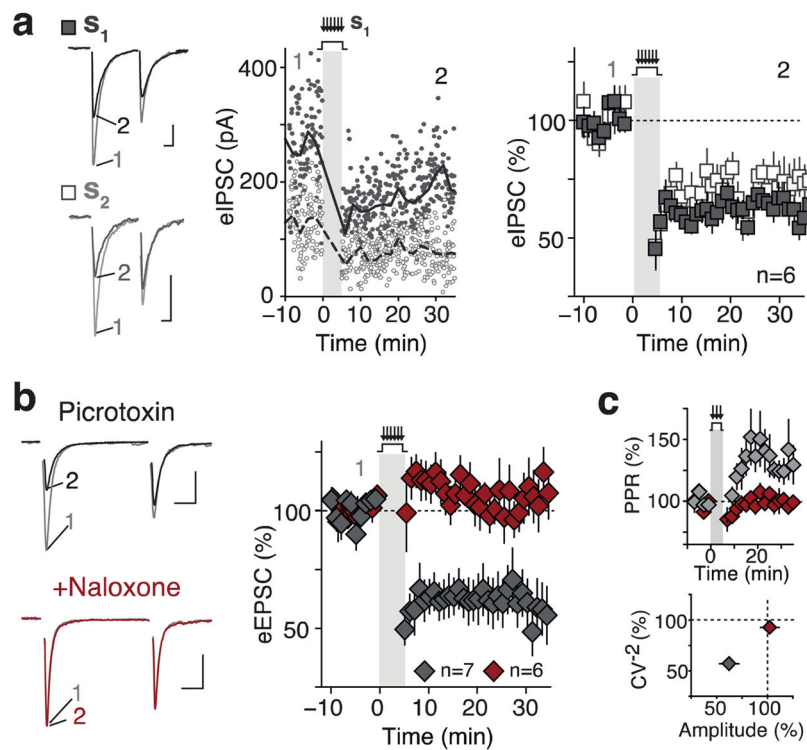 a
S1
2
1
S2
2
1
S1
1
2
eIPSC (pA)
400
200
0
−10 0 10 20 30
Time (min)
1
2
eIPSC (%)
100
50
n=6
−10 0 10 20 30
Time (min)
b
Picrotoxin
2
1
+Naloxone
1
2
1
eEPSC (%)
100
50
n=7 n=6
−10 0 10 20 30
Time (min)
c
PPR (%)
150
100
0 20
Time (min)
CV-2 (%)
100
50
50 100
Amplitude (%)